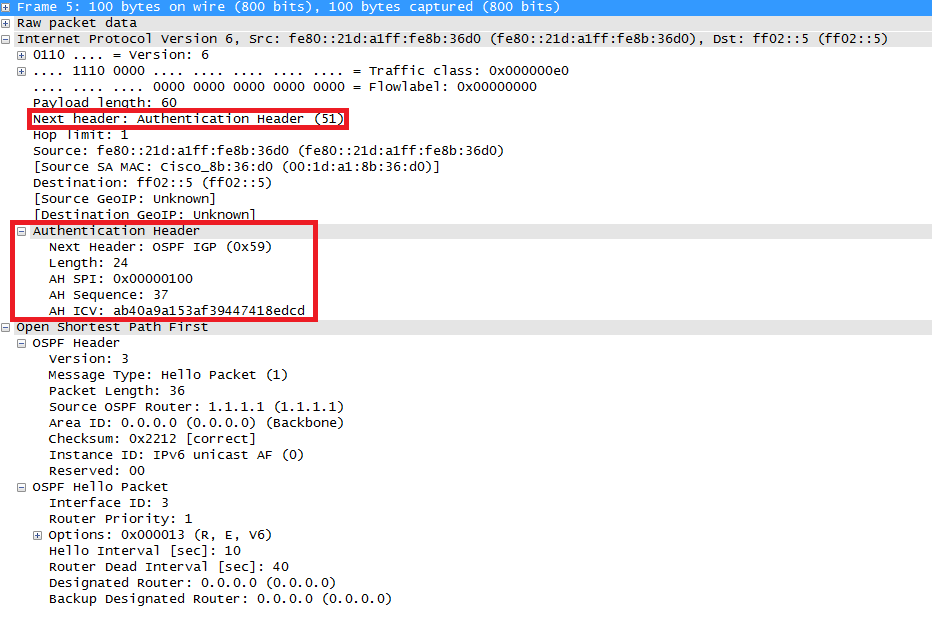 Frame 5: 100 bytes on wire (800 bits), 100 bytes captured (800 bits)
Raw packet data
Internet Protocol Version 6, Src: fe80::21d:a1ff:fe8b:36d0 (fe80::21d:a1ff:fe8b:36d0), Dst: ff02::5 (ff02::5)
0110 .... = Version: 6
.... 1110 0000 .... .... .... .... .... = Traffic class: 0x000000e0
.... .... .... 0000 0000 0000 0000 0000 = Flowlabel: 0x00000000
Payload length: 60
Next header: Authentication Header (51)
Hop limit: 1
Source: fe80::21d:a1ff:fe8b:36d0 (fe80::21d:a1ff:fe8b:36d0)
[Source SA MAC: Cisco_8b:36:d0 (00:1d:a1:8b:36:d0)]
Destination: ff02::5 (ff02::5)
[Source GeoIP: Unknown]
[Destination GeoIP: Unknown]
Authentication Header
Next Header: OSPF IGP (0x59)
Length: 24
AH SPI: 0x00000100
AH Sequence: 37
AH ICV: ab40a9a153af39447418edcd
Open Shortest Path First
OSPF Header
Version: 3
Message Type: Hello Packet (1)
Packet Length: 36
Source OSPF Router: 1.1.1.1 (1.1.1.1)
Area ID: 0.0.0.0 (0.0.0.0) (Backbone)
Checksum: 0x2212 [correct]
Instance ID: IPv6 unicast AF (0)
Reserved: 00
OSPF Hello Packet
Interface ID: 3
Router Priority: 1
Options: 0x000013 (R, E, V6)
Hello Interval [sec]: 10
Router Dead Interval [sec]: 40
Designated Router: 0.0.0.0 (0.0.0.0)
Backup Designated Router: 0.0.0.0 (0.0.0.0)